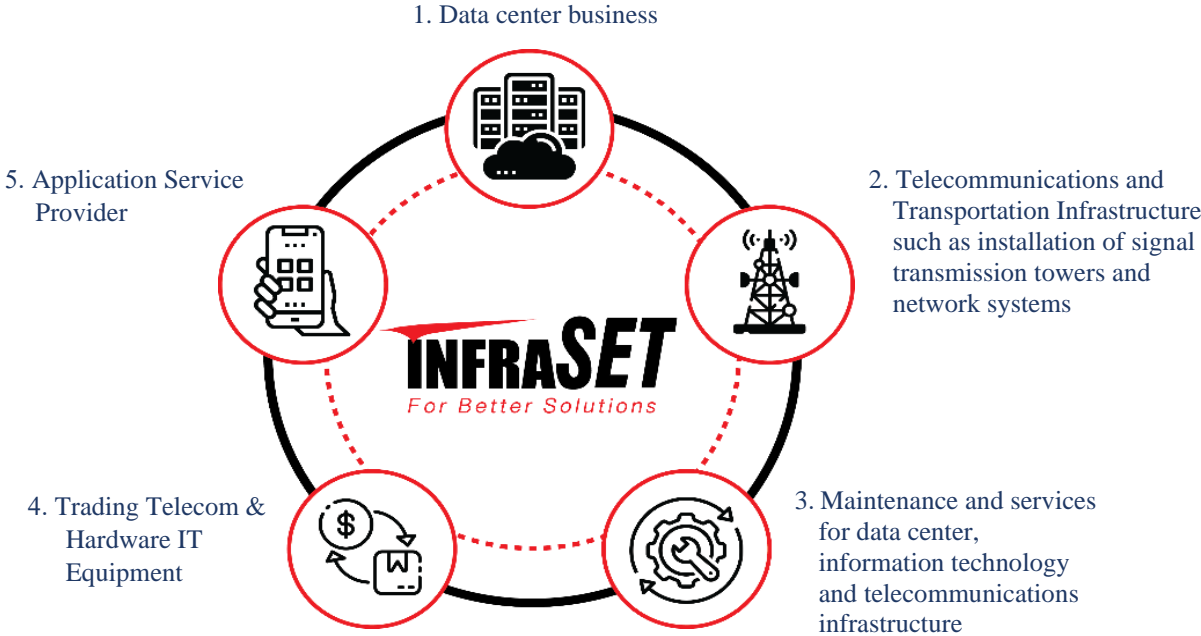 1. Data center business
5. Application Service
Provider
2. Telecommunications and
Transportation Infrastructure
such as installation of signal
transmission towers and
network systems
INFRASET
For Better Solutions
4. Trading Telecom &
Hardware IT
Equipment
$
3. Maintenance and services
for data center,
information technology
and telecommunications
infrastructure